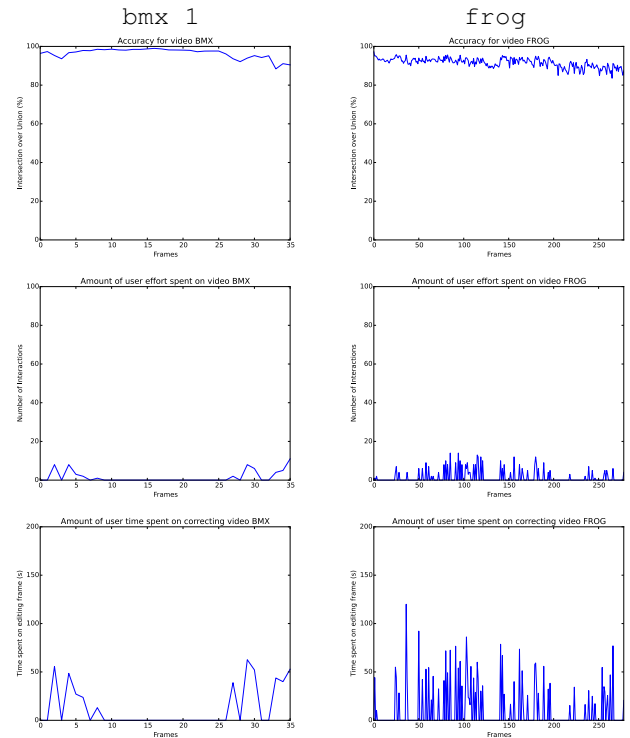 bmx 1
frog
Accuracy for video BMX
Intersection over Union (%)
100
80
60
40
20
0
0 5 10 15 20 25 30 35
Frames
Accuracy for video FROG
Intersection over Union (%)
100
80
60
40
20
0
0 50 100 150 200 250
Frames
Amount of user effort spent on video BMX
Number of Interactions
100
80
60
40
20
0
0 5 10 15 20 25 30 35
Frames
Amount of user effort spent on video FROG
Number of Interactions
100
80
60
40
20
0
0 50 100 150 200 250
Frames
Amount of user time spent on correcting video BMX
Time spent on editing frame (s)
200
150
100
50
0
0 5 10 15 20 25 30 35
Frames
Amount of user time spent on correcting video FROG
Time spent on editing frame (s)
200
150
100
50
0
0 50 100 150 200 250
Frames